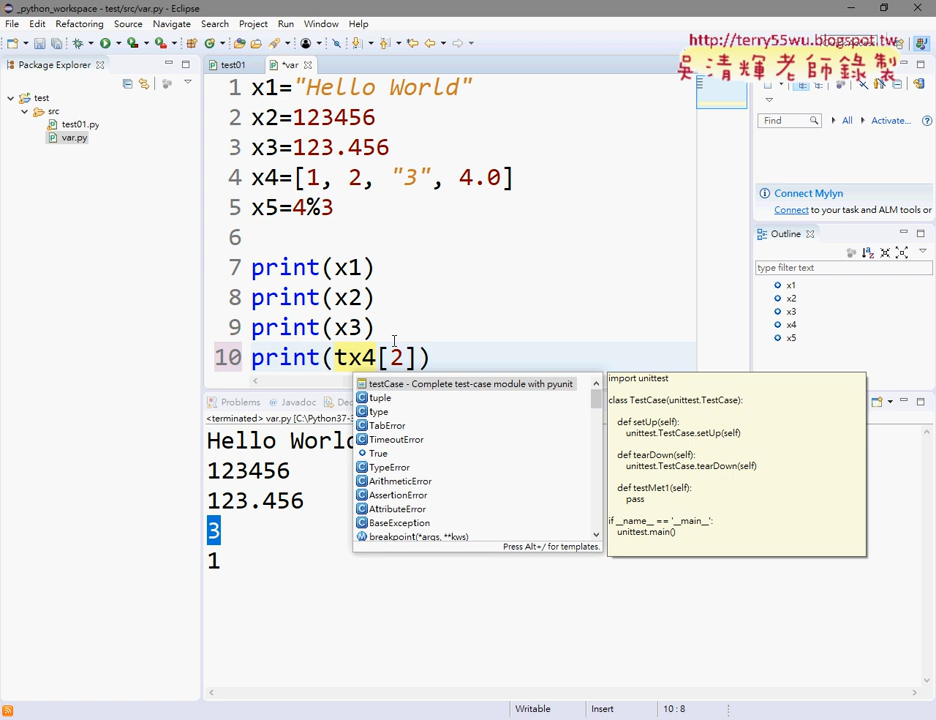 _python_workspace - test/src/var.py - Eclipse
File Edit Refactoring Source Navigate Search Project Run Window Help
http://terry55wu.blogspot.tw
吳清輝老師錄製
Package Explorer
test
src
test01.py
var.py
test01 *var
1 x1="Hello World"
2 x2=123456
3 x3=123.456
4 x4=[1, 2, "3", 4.0]
5 x5=4%3
6
7 print(x1)
8 print(x2)
9 print(x3)
10 print(tx4[2])
testCase - Complete test-case module with pyunit
tuple
type
TabError
TimeoutError
True
TypeError
ArithmeticError
AssertionError
AttributeError
BaseException
breakpoint(*args, **kws)
Press Alt+/ for templates.
import unittest
class TestCase(unittest.TestCase):
def setUp(self):
unittest.TestCase.setUp(self)
def tearDown(self):
unittest.TestCase.tearDown(self)
def testMet1(self):
pass
if __name__ == '__main__':
unittest.main()
Problems Javadoc
<terminated> var.py [C:\Python37-3
Hello World
123456
123.456
3
1
Find All Activate...
Connect Mylyn
Connect to your task and ALM tools or
Outline
type filter text
x1
x2
x3
x4
x5
Writable Insert 10 : 8